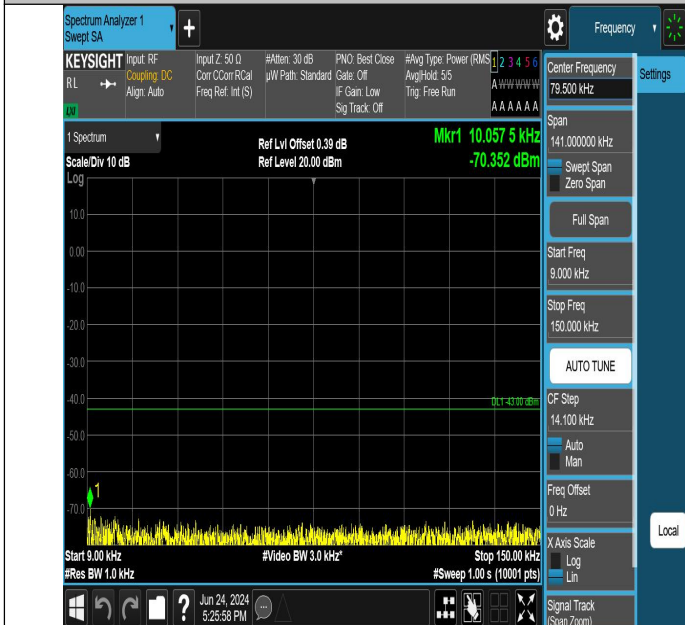 Spectrum Analyzer 1
Swept SA
Frequency
KEYSIGHT
RL
LXI
Input: RF
Coupling: DC
Align: Auto
Input Z: 50 Ω
Corr CCorr RCal
Freq Ref: Int (S)
#Atten: 30 dB
µW Path: Standard
PNO: Best Close
Gate: Off
IF Gain: Low
Sig Track: Off
#Avg Type: Power (RMS
Avg|Hold: 5/5
Trig: Free Run
1 2 3 4 5 6
A W W W W W
A A A A A A
1 Spectrum
Scale/Div 10 dB
Log
Ref Lvl Offset 0.39 dB
Ref Level 20.00 dBm
Mkr1 10.057 5 kHz
-70.352 dBm
10.0
0.00
-10.0
-20.0
-30.0
-40.0
-50.0
-60.0
-70.0
DL1 -43.00 dBm
1
Start 9.00 kHz
#Res BW 1.0 kHz
#Video BW 3.0 kHz*
Stop 150.00 kHz
#Sweep 1.00 s (10001 pts)
?
Jun 24, 2024
5:25:58 PM
Center Frequency
79.500 kHz
Span
141.000000 kHz
Swept Span
Zero Span
Full Span
Start Freq
9.000 kHz
Stop Freq
150.000 kHz
AUTO TUNE
CF Step
14.100 kHz
Auto
Man
Freq Offset
0 Hz
X Axis Scale
Log
Lin
Signal Track
(Span Zoom)
Settings
Local